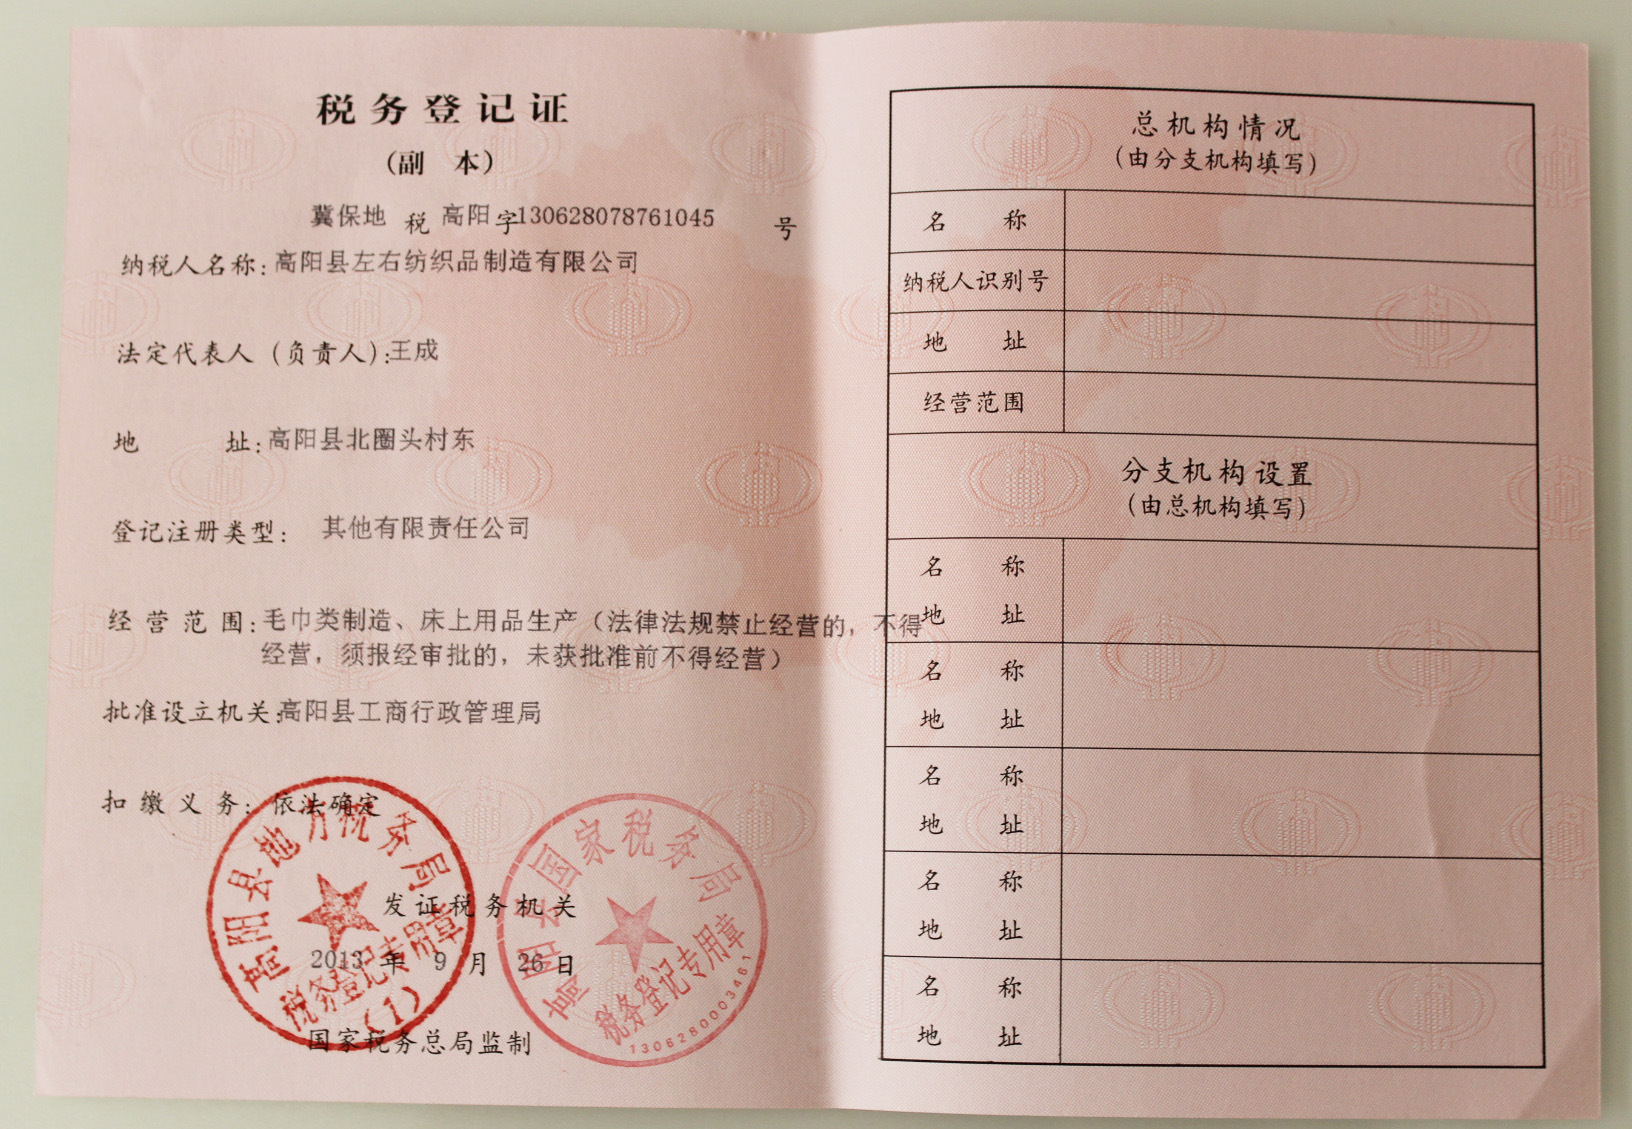 税务登记证
（副 本）
冀保地 税 高阳 字130628078761045 号
纳税人名称：高阳县左右纺织品制造有限公司
法定代表人（负责人）：王成
地 址：高阳县北圈头村东
登记注册类型： 其他有限责任公司
经营范围：毛巾类制造、床上用品生产（法律法规禁止经营的，不得
经营，须报经审批的，未获批准前不得经营）
批准设立机关：高阳县工商行政管理局
扣缴义务：依法确定
高阳县地方税务局
税务登记专用章
（1）
高阳县国家税务局
税务登记专用章
1306280003461
发证税务机关
2013 年 9 月 26 日
国家税务总局监制
总机构情况
（由分支机构填写）
名 称
纳税人识别号
地 址
经营范围
分支机构设置
（由总机构填写）
名 称
地 址
名 称
地 址
名 称
地 址
名 称
地 址
名 称
地 址